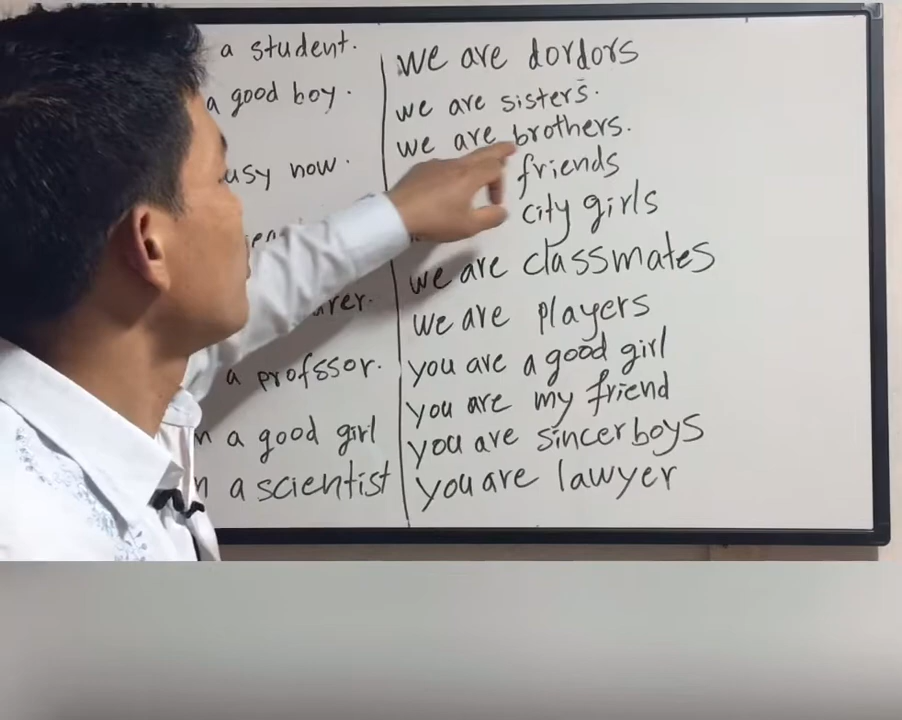 a student.
a good boy.
usy now.
urer.
a profssor.
a good girl
a scientist
we are dordors
we are sisters.
we are brothers.
friends
city girls
we are classmates
we are players
you are a good girl
you are my friend
you are sincer boys
you are lawyer